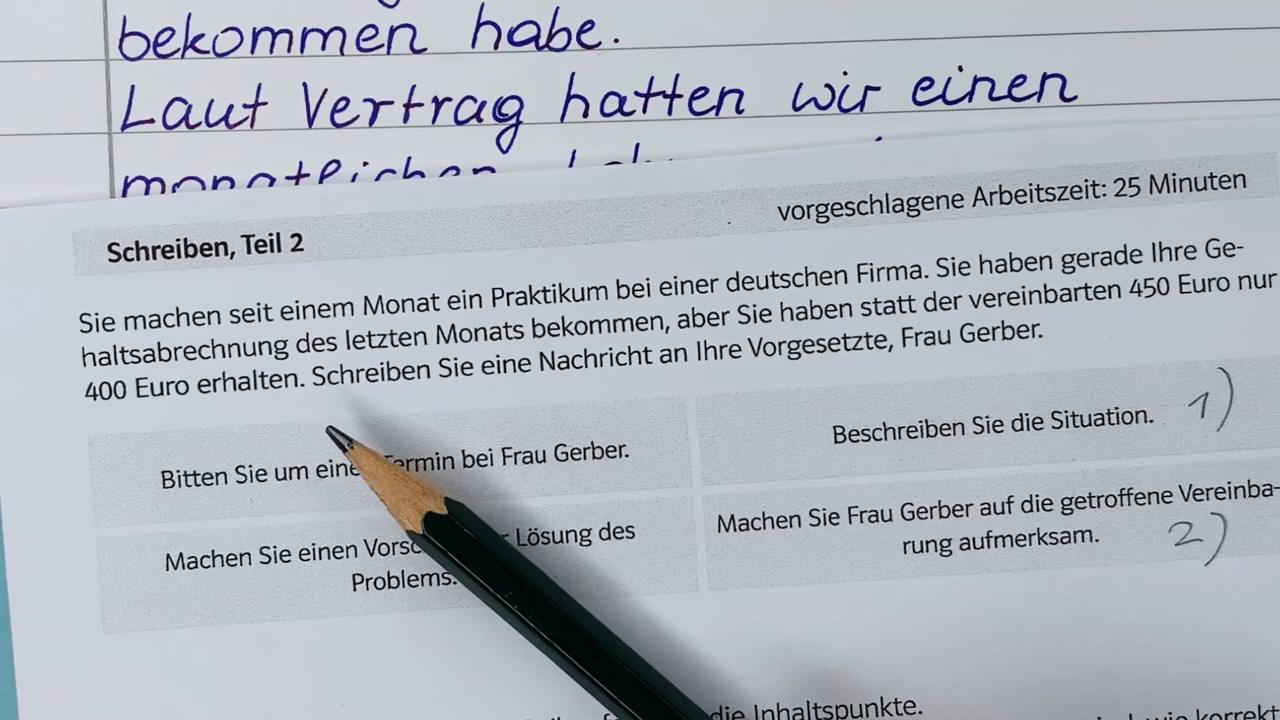 bekommen habe.
Laut Vertrag hatten wir einen
monatlichen
Schreiben, Teil 2
vorgeschlagene Arbeitszeit: 25 Minuten
Sie machen seit einem Monat ein Praktikum bei einer deutschen Firma. Sie haben gerade Ihre Ge-
haltsabrechnung des letzten Monats bekommen, aber Sie haben statt der vereinbarten 450 Euro nur
400 Euro erhalten. Schreiben Sie eine Nachricht an Ihre Vorgesetzte, Frau Gerber.
Bitten Sie um eine Termin bei Frau Gerber.
Beschreiben Sie die Situation. 1)
Machen Sie einen Vorsc Lösung des
Problems.
Machen Sie Frau Gerber auf die getroffene Vereinba-
rung aufmerksam. 2)
die Inhaltspunkte.
korrekt